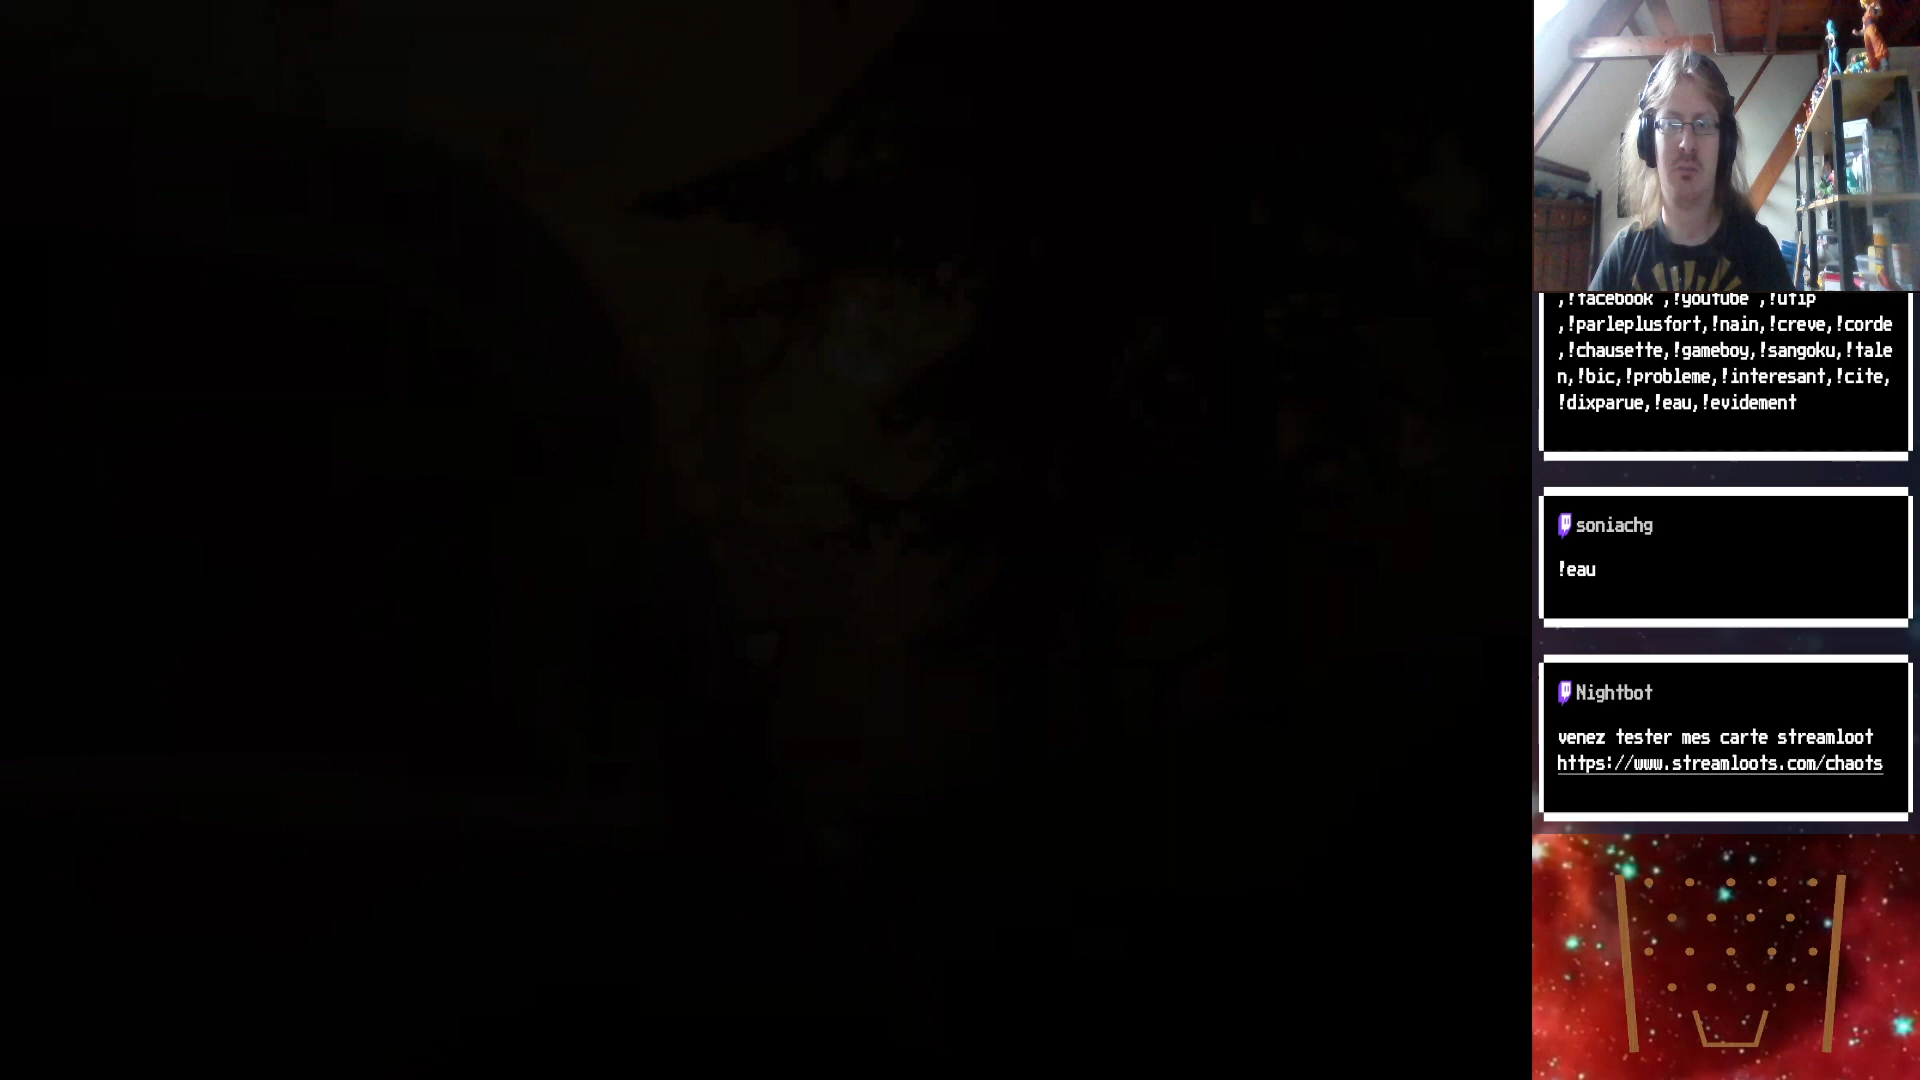 ,!facebook ,!youtube ,!utip
,!parleplusfort,!nain,!creve,!corde
,!chausette,!gameboy,!sangoku,!tale
n,!bic,!probleme,!interesant,!cite,
!dixparue,!eau,!evidement
soniachg
!eau
Nightbot
venez tester mes carte streamloot
https://www.streamloots.com/chaots